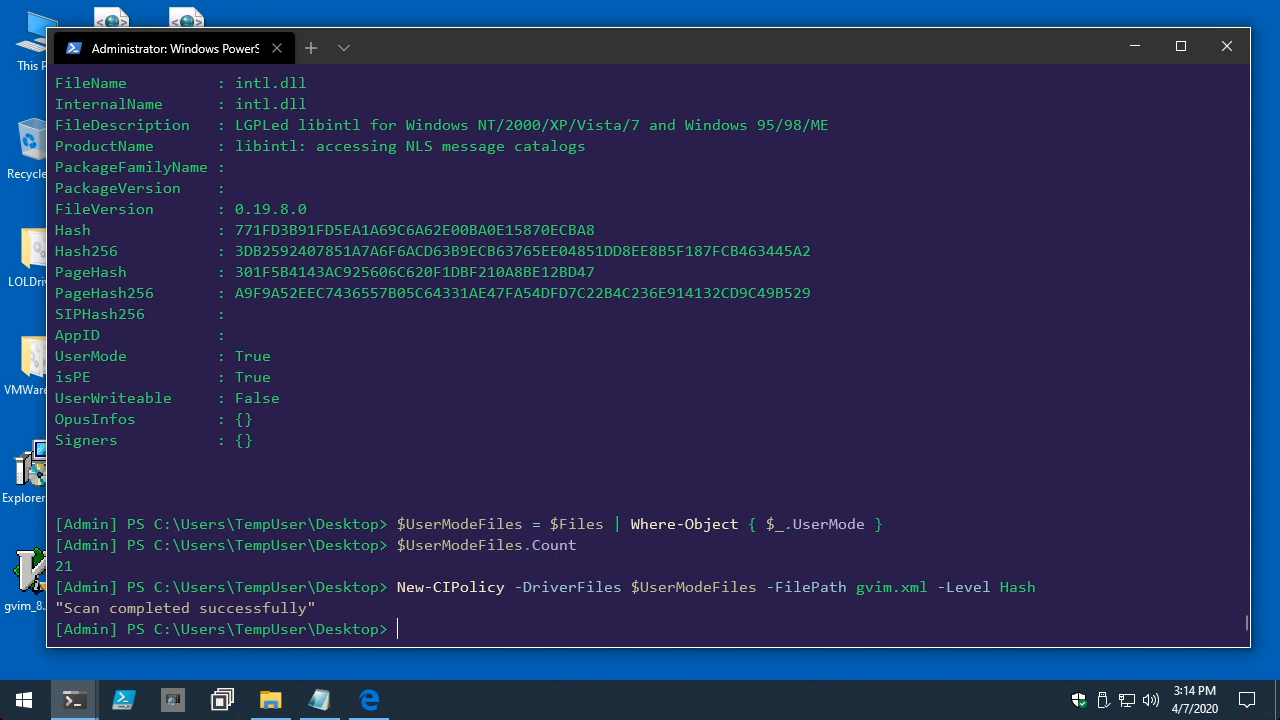 This P
Recycle
LOLDriv
VMWare
Explorer
gvim_8.
Administrator: Windows PowerS
FileName : intl.dll
InternalName : intl.dll
FileDescription : LGPLed libintl for Windows NT/2000/XP/Vista/7 and Windows 95/98/ME
ProductName : libintl: accessing NLS message catalogs
PackageFamilyName :
PackageVersion :
FileVersion : 0.19.8.0
Hash : 771FD3B91FD5EA1A69C6A62E00BA0E15870ECBA8
Hash256 : 3DB2592407851A7A6F6ACD63B9ECB63765EE04851DD8EE8B5F187FCB463445A2
PageHash : 301F5B4143AC925606C620F1DBF210A8BE12BD47
PageHash256 : A9F9A52EEC7436557B05C64331AE47FA54DFD7C22B4C236E914132CD9C49B529
SIPHash256 :
AppID :
UserMode : True
isPE : True
UserWriteable : False
OpusInfos : {}
Signers : {}
[Admin] PS C:\Users\TempUser\Desktop> $UserModeFiles = $Files | Where-Object { $_.UserMode }
[Admin] PS C:\Users\TempUser\Desktop> $UserModeFiles.Count
21
[Admin] PS C:\Users\TempUser\Desktop> New-CIPolicy -DriverFiles $UserModeFiles -FilePath gvim.xml -Level Hash
"Scan completed successfully"
[Admin] PS C:\Users\TempUser\Desktop>
3:14 PM
4/7/2020